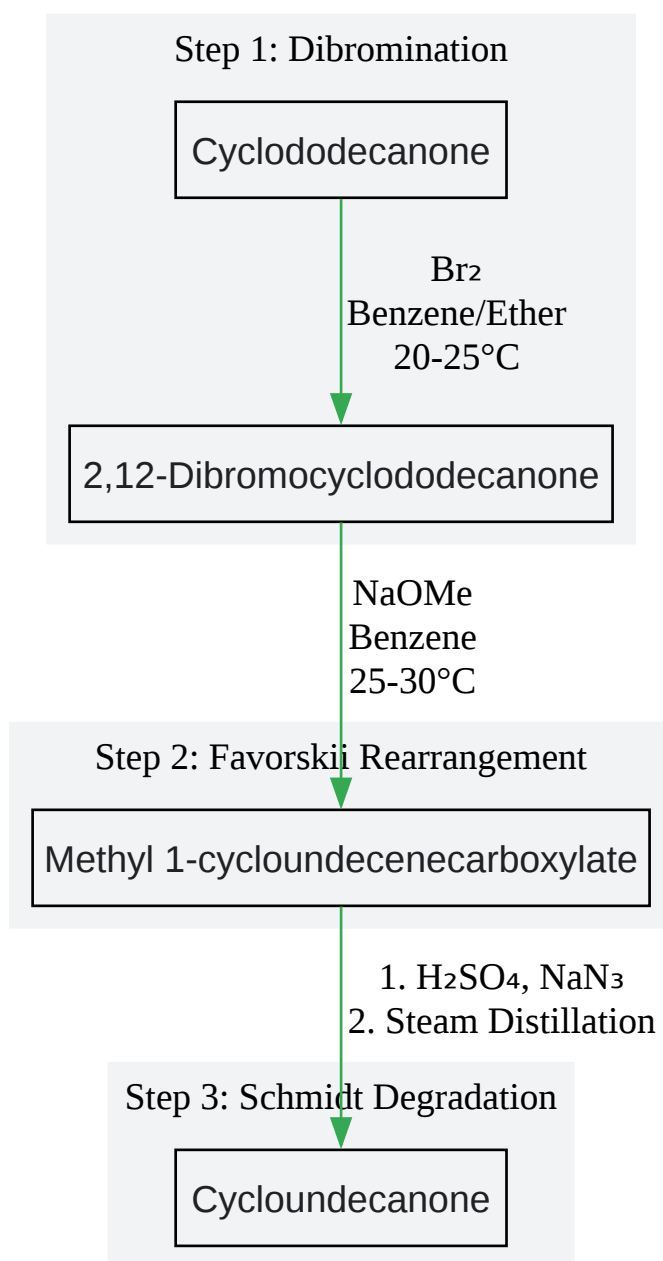 Step 1: Dibromination
Cyclododecanone
Br₂
Benzene/Ether
20-25°C
2,12-Dibromocyclododecanone
NaOMe
Benzene
25-30°C
Step 2: Favorskii Rearrangement
Methyl 1-cycloundecenecarboxylate
1. H₂SO₄, NaN₃
2. Steam Distillation
Step 3: Schmidt Degradation
Cycloundecanone